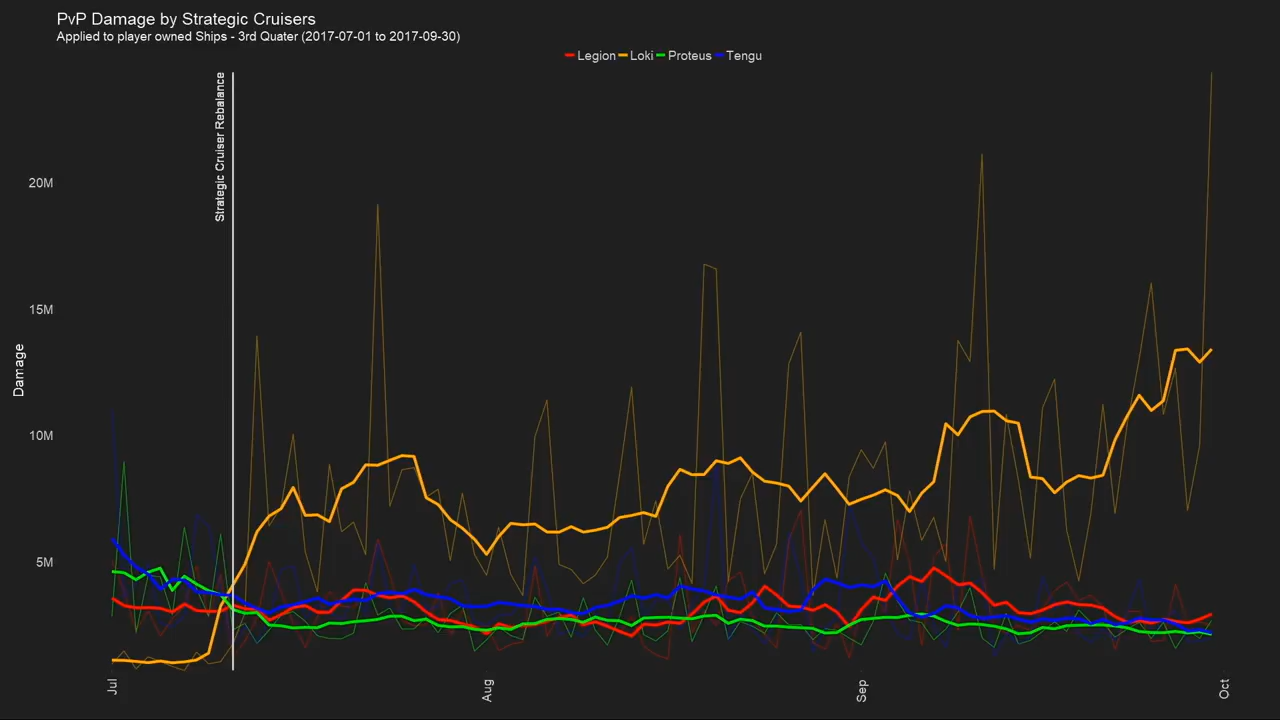 PvP Damage by Strategic Cruisers
Applied to player owned Ships - 3rd Quater (2017-07-01 to 2017-09-30)
Legion Loki Proteus Tengu
Strategic Cruiser Rebalance
20M
15M
Damage
10M
5M
Jul
Aug
Sep
Oct